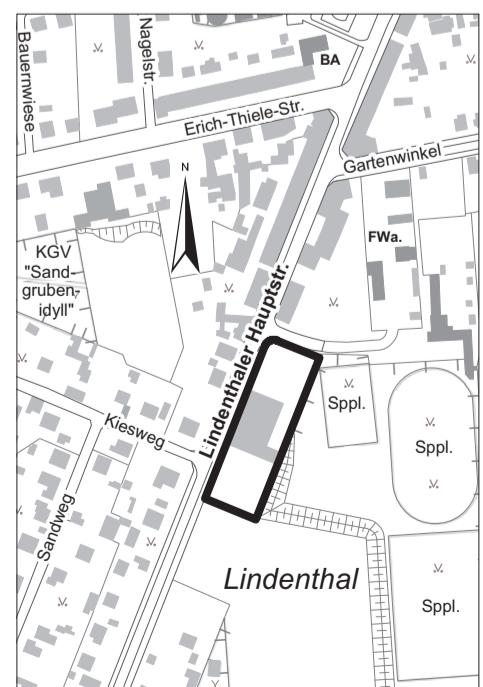 Bauernwiese
Nagelstr.
BA
Erich-Thiele-Str.
Gartenwinkel
N
FWa.
KGV
"Sand-
gruben-
idyll"
Lindenthaler Hauptstr.
Sppl.
Kiesweg
Sppl.
Sandweg
Lindenthal
Sppl.